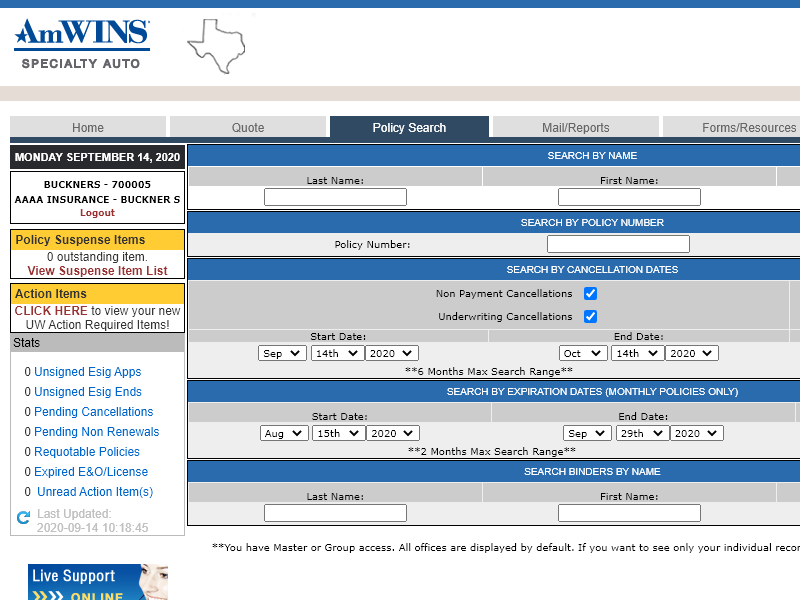 AmWINS
SPECIALTY AUTO
Home Quote Policy Search Mail/Reports Forms/Resources
MONDAY SEPTEMBER 14, 2020
BUCKNERS - 700005
AAAA INSURANCE - BUCKNER S
Logout
Policy Suspense Items
0 outstanding item.
View Suspense Item List
Action Items
CLICK HERE to view your new
UW Action Required Items!
Stats
0 Unsigned Esig Apps
0 Unsigned Esig Ends
0 Pending Cancellations
0 Pending Non Renewals
0 Requotable Policies
0 Expired E&O/License
0 Unread Action Item(s)
Last Updated:
2020-09-14 10:18:45
Live Support
ONLINE
SEARCH BY NAME
Last Name: First Name:
SEARCH BY POLICY NUMBER
Policy Number:
SEARCH BY CANCELLATION DATES
Non Payment Cancellations
Underwriting Cancellations
Start Date: End Date:
Sep 14th 2020 Oct 14th 2020
**6 Months Max Search Range**
SEARCH BY EXPIRATION DATES (MONTHLY POLICIES ONLY)
Start Date: End Date:
Aug 15th 2020 Sep 29th 2020
**2 Months Max Search Range**
SEARCH BINDERS BY NAME
Last Name: First Name:
**You have Master or Group access. All offices are displayed by default. If you want to see only your individual recor